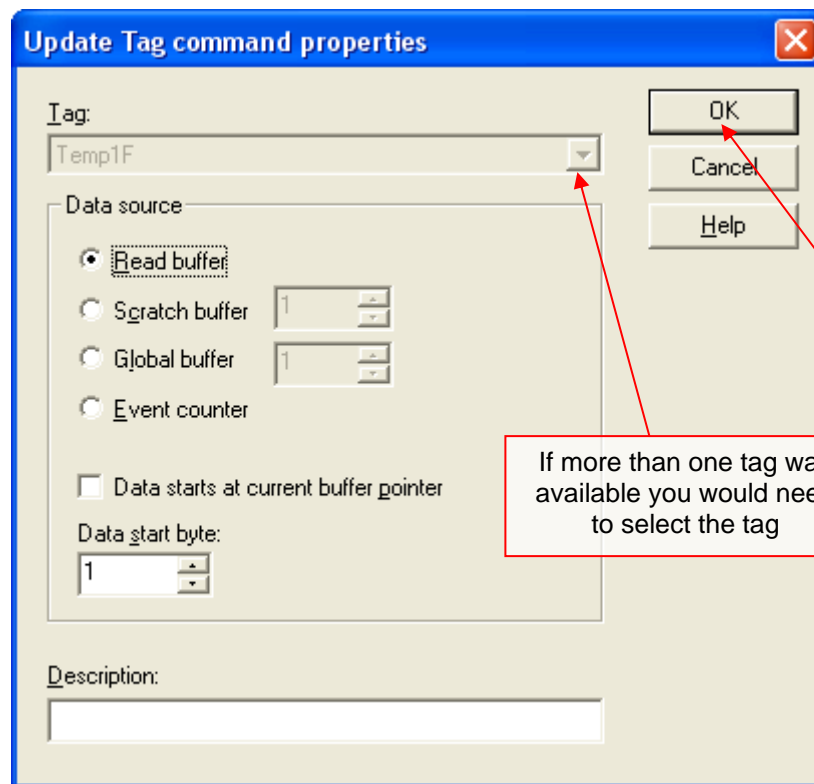 Update Tag command properties
Tag:
Temp1F
OK
Cancel
Help
Data source
Read buffer
Scratch buffer 1
Global buffer 1
Event counter
Data starts at current buffer pointer
Data start byte:
1
If more than one tag wa
available you would nee
to select the tag
Description: